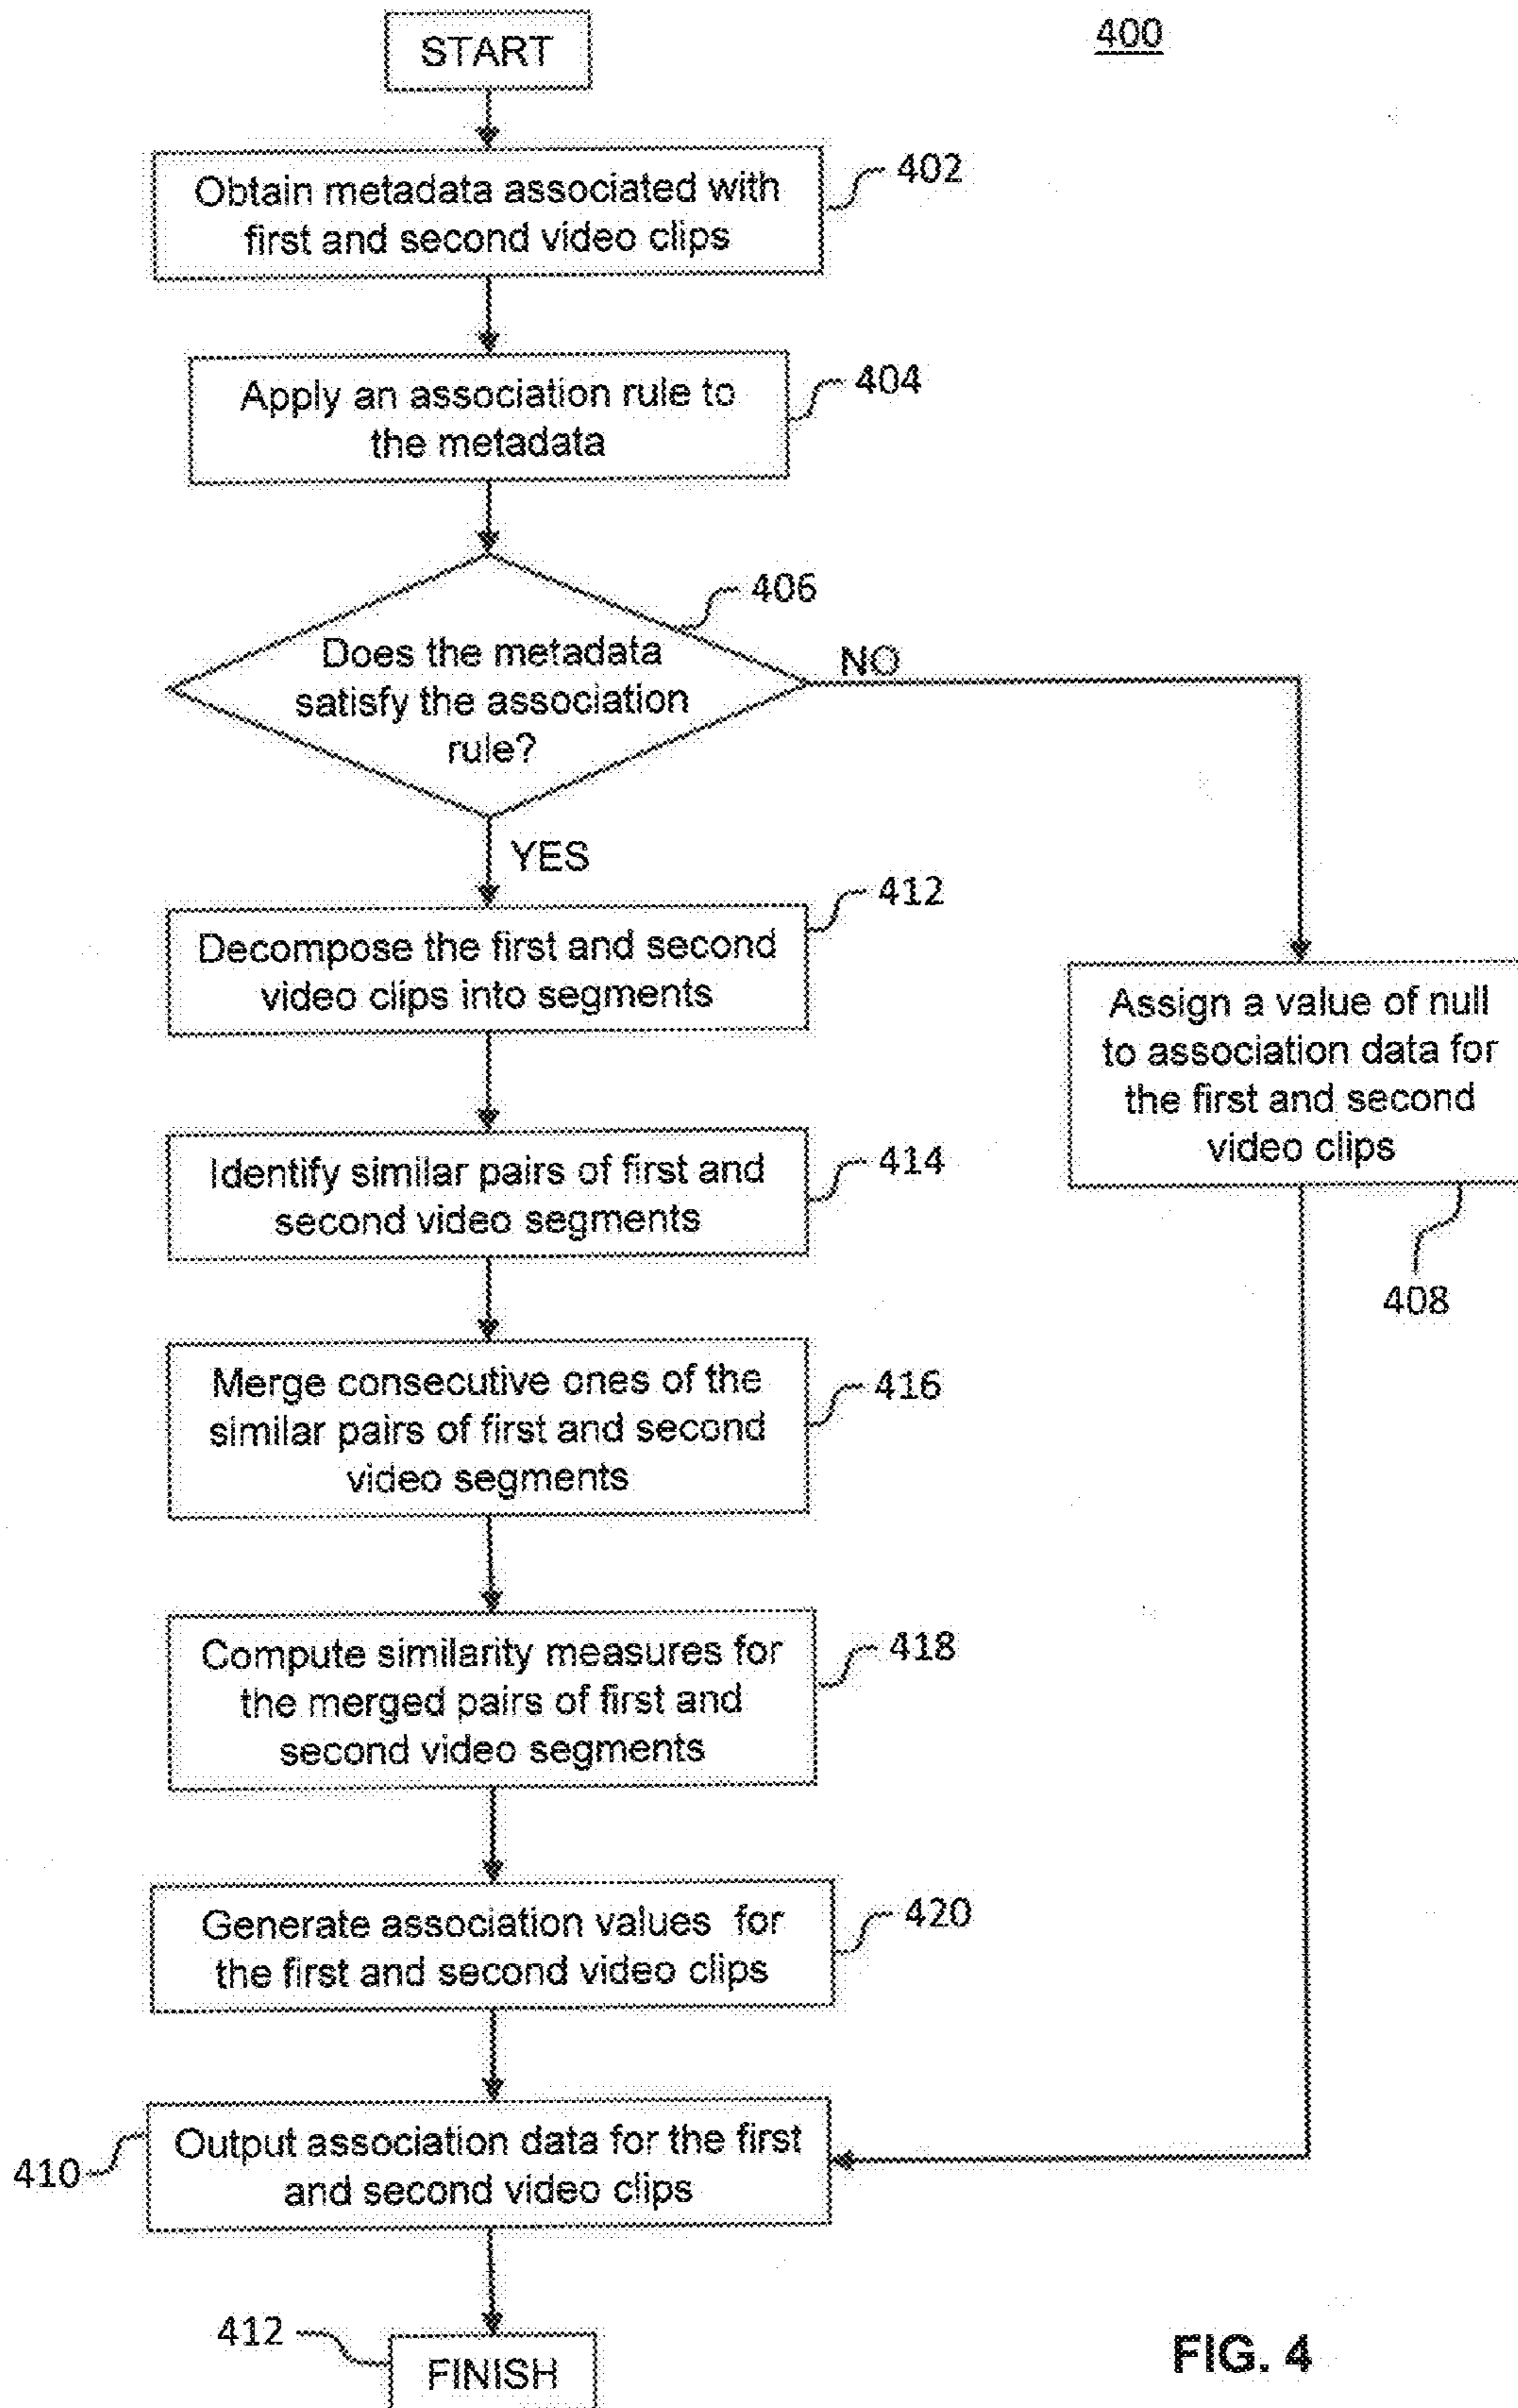 400
START
402
Obtain metadata associated with
first and second video clips
404
Apply an association rule to
the metadata
406
Does the metadata
satisfy the association
rule?
NO
YES
412
Decompose the first and second
video clips into segments
Assign a value of null
to association data for
the first and second
video clips
408
414
Identify similar pairs of first and
second video segments
416
Merge consecutive ones of the
similar pairs of first and second
video segments
418
Compute similarity measures for
the merged pairs of first and
second video segments
420
Generate association values for
the first and second video clips
410
Output association data for the first
and second video clips
412
FINISH
FIG. 4